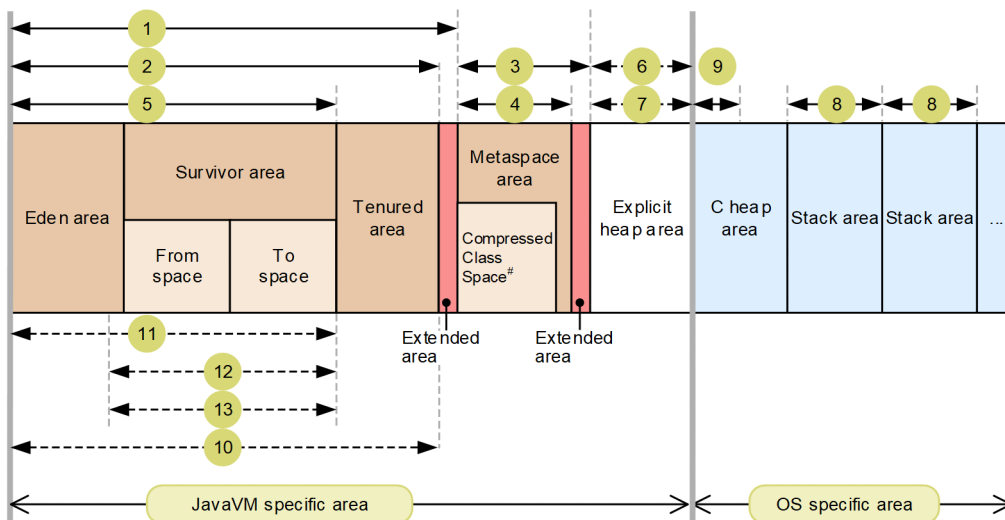 1
2
3
6
9
5
4
7
8
8
Eden area
Survivor area
From
space
To
space
Tenured
area
Metaspace
area
Compressed
Class
Space#
Explicit
heap area
C heap
area
Stack area
Stack area
...
Extended
area
Extended
area
11
12
13
10
JavaVM specific area
OS specific area